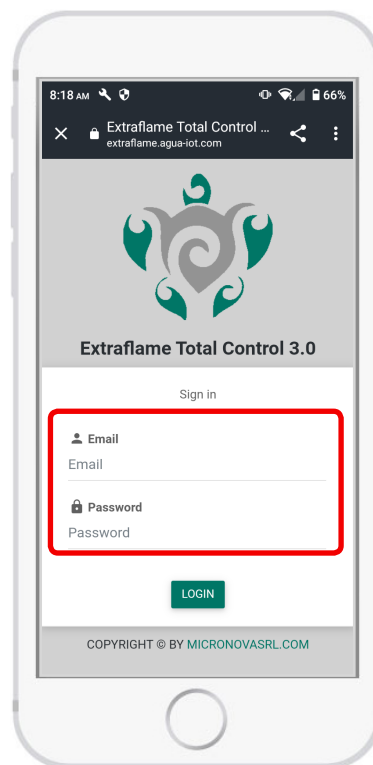 8:18 AM 66%
Extraflame Total Control ...
extraflame.agua-iot.com
Extraflame Total Control 3.0
Sign in
Email
Email
Password
Password
LOGIN
COPYRIGHT © BY MICRONOVASRL.COM